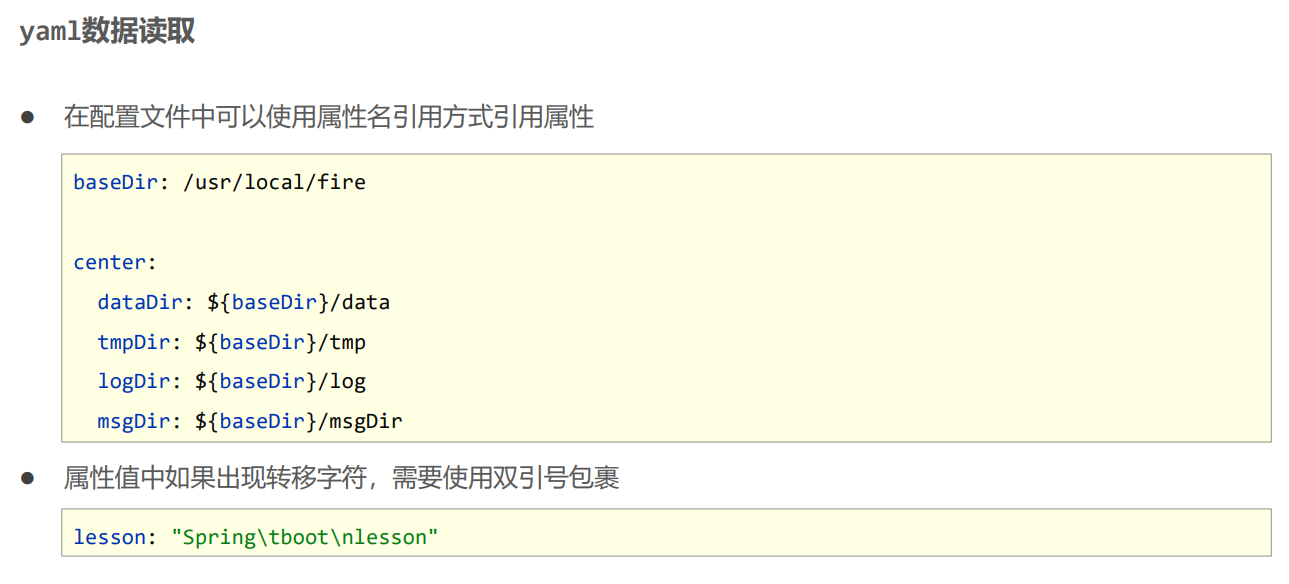 yaml数据读取
● 在配置文件中可以使用属性名引用方式引用属性
baseDir: /usr/local/fire
center:
  dataDir: ${baseDir}/data
  tmpDir: ${baseDir}/tmp
  logDir: ${baseDir}/log
  msgDir: ${baseDir}/msgDir
● 属性值中如果出现转移字符，需要使用双引号包裹
lesson: "Spring\tboot\nlesson"